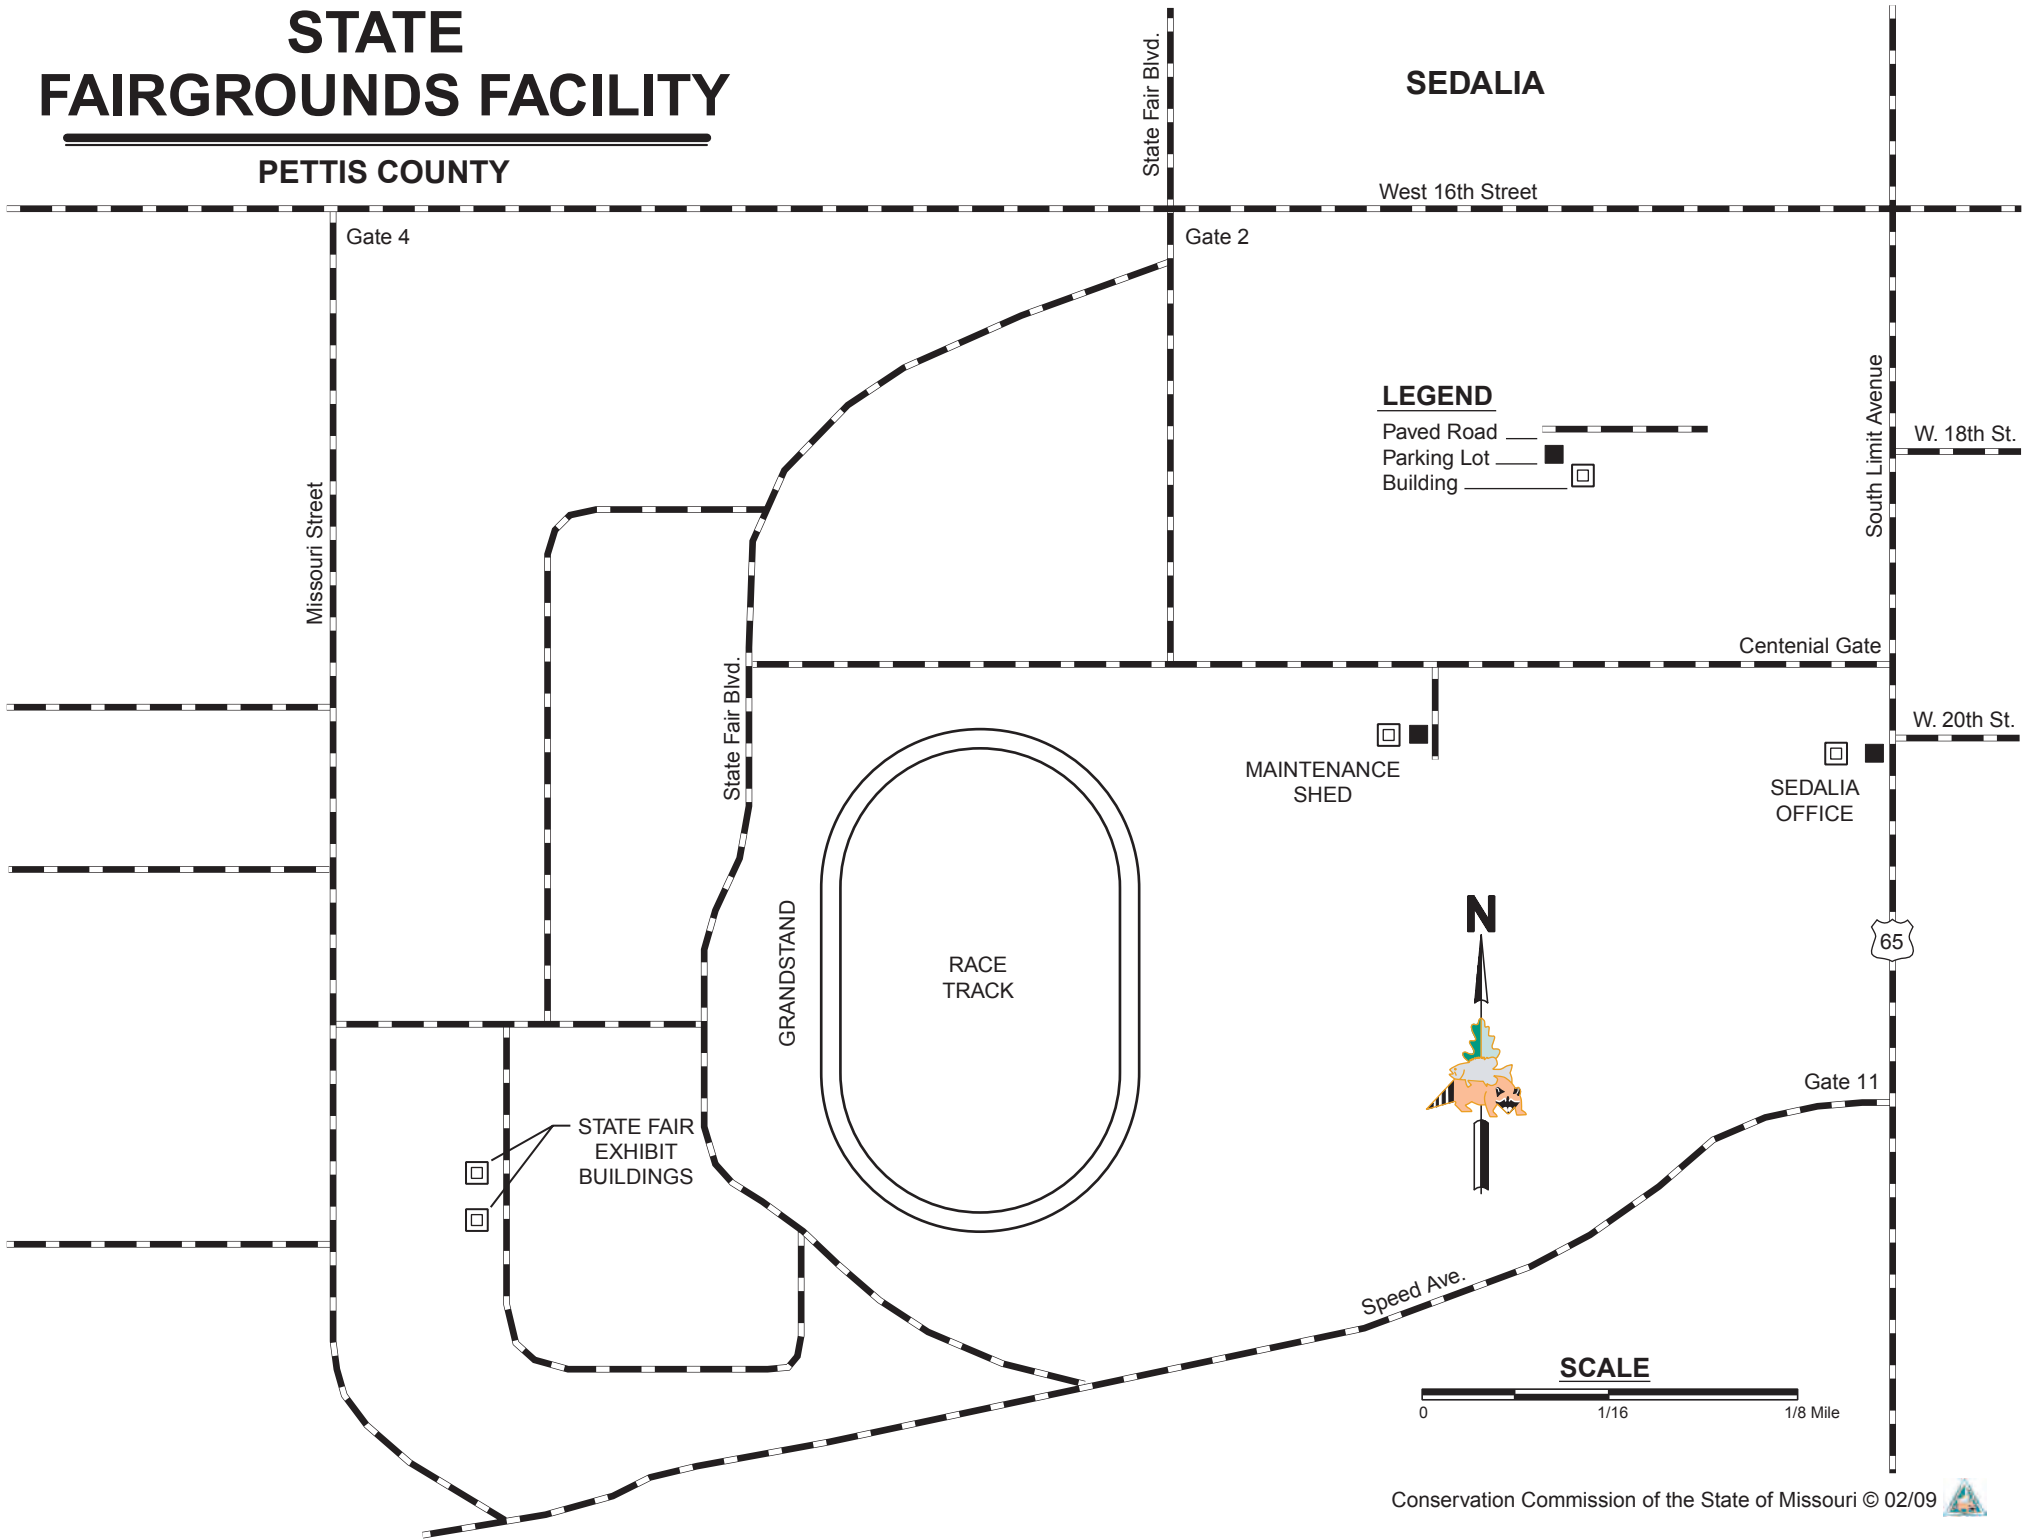 STATE
FAIRGROUNDS FACILITY
PETTIS COUNTY
State Fair Blvd.
SEDALIA
West 16th Street
Gate 4
Gate 2
LEGEND
Paved Road
Parking Lot
Building
South Limit Avenue
W. 18th St.
Missouri Street
Centenial Gate
State Fair Blvd.
W. 20th St.
MAINTENANCE
SHED
SEDALIA
OFFICE
GRANDSTAND
RACE
TRACK
N
65
Gate 11
STATE FAIR
EXHIBIT
BUILDINGS
Speed Ave.
SCALE
0 1/16 1/8 Mile
Conservation Commission of the State of Missouri © 02/09